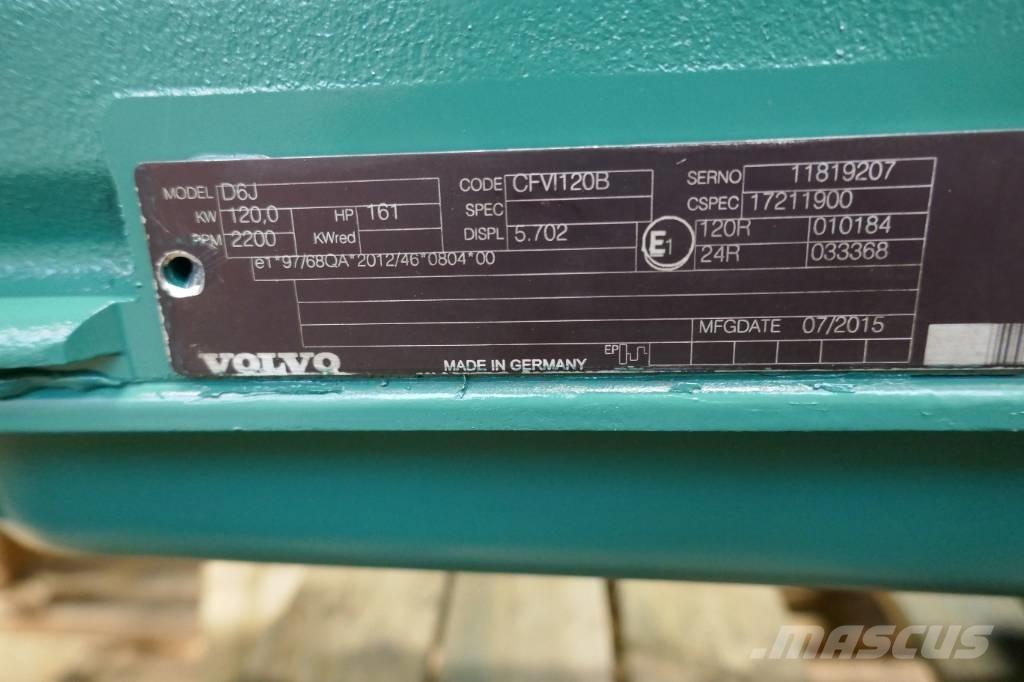 MODEL D6J CODE CFVI120B SERNO 11819207
KW 120,0 HP 161 SPEC CSPEC 17211900
RPM 2200 KWred DISPL 5.702 E1 120R 010184
24R 033368
e1*97/68QA*2012/46*0804*00
MFGDATE 07/2015
VOLVO MADE IN GERMANY EP
MASCUS